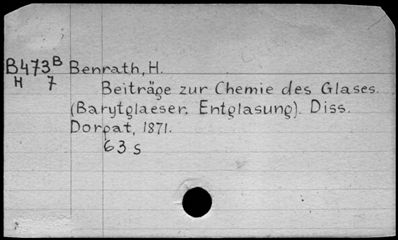 B473B Benrath, H.
H 7 Beiträge zur Chemie des Glases.
(Barytglaeser. Entglasung). Diss.
Dorpat, 1871.
63 S